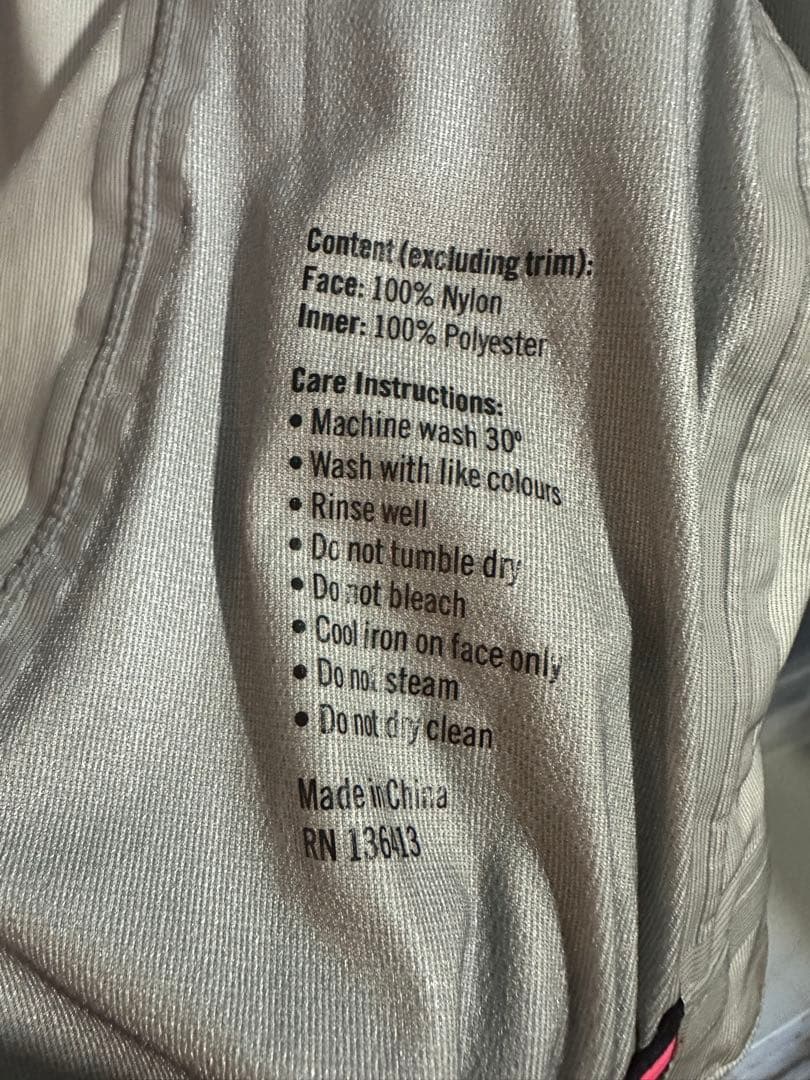 Content (excluding trim):
Face: 100% Nylon
Inner: 100% Polyester
Care Instructions:
• Machine wash 30°
• Wash with like colours
• Rinse well
• Do not tumble dry
• Do not bleach
• Cool iron on face only
• Do not steam
• Do not dry clean
Made in China
RN 136413